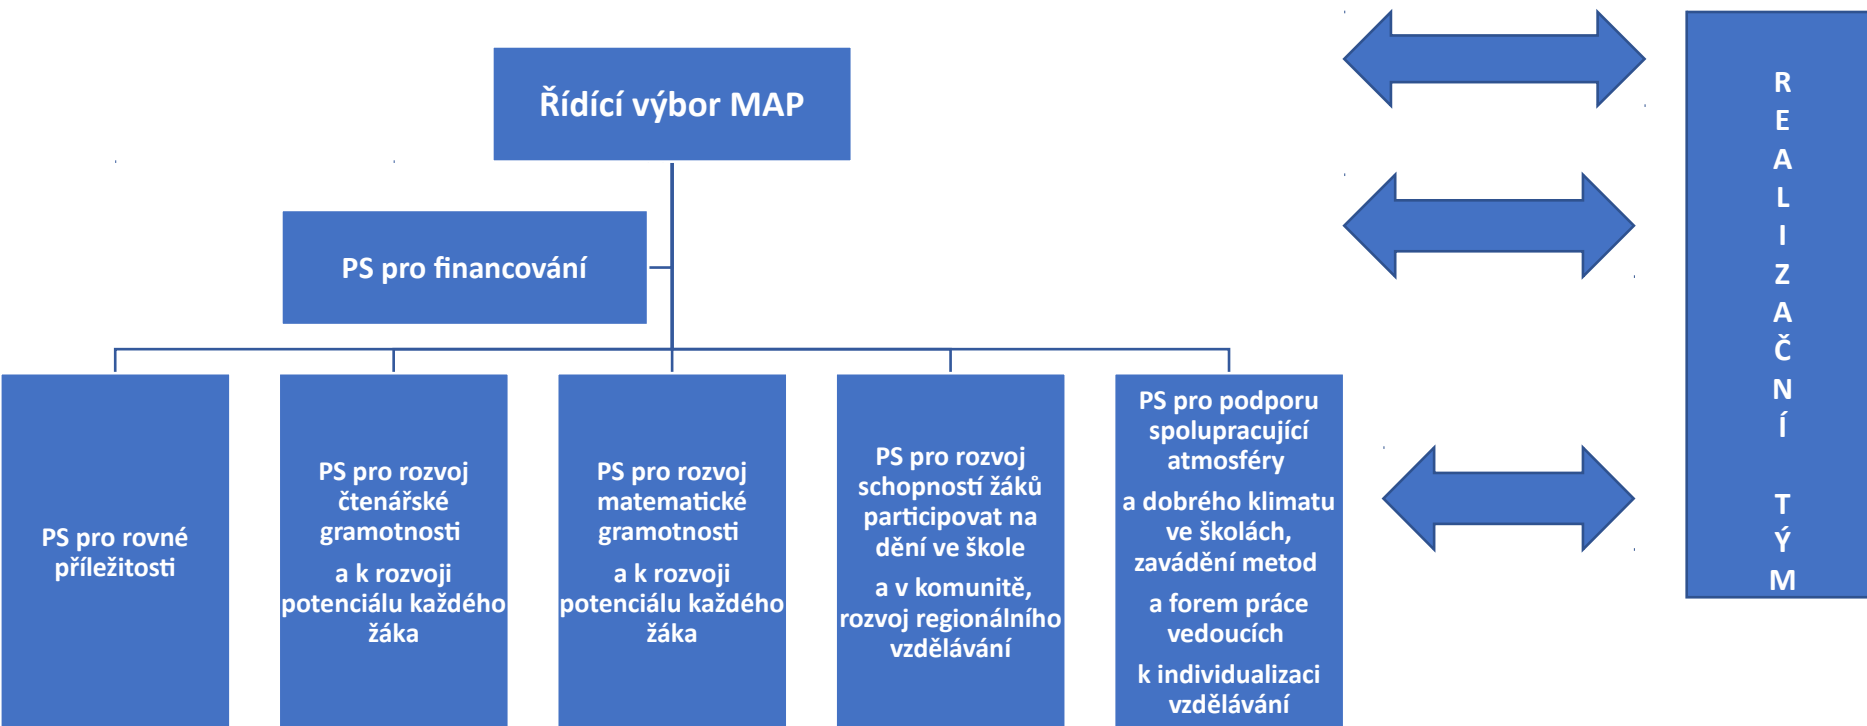 Řídící výbor MAP
PS pro financování
PS pro rovné
příležitosti
PS pro rozvoj
čtenářské
gramotnosti
a k rozvoji
potenciálu každého
žáka
PS pro rozvoj
matematické
gramotnosti
a k rozvoji
potenciálu každého
žáka
PS pro rozvoj
schopností žáků
participovat na
dění ve škole
a v komunitě,
rozvoj regionálního
vzdělávání
PS pro podporu
spolupracující
atmosféry
a dobrého klimatu
ve školách,
zavádění metod
a forem práce
vedoucích
k individualizaci
vzdělávání
R
E
A
L
I
Z
A
Č
N
Í
T
Ý
M